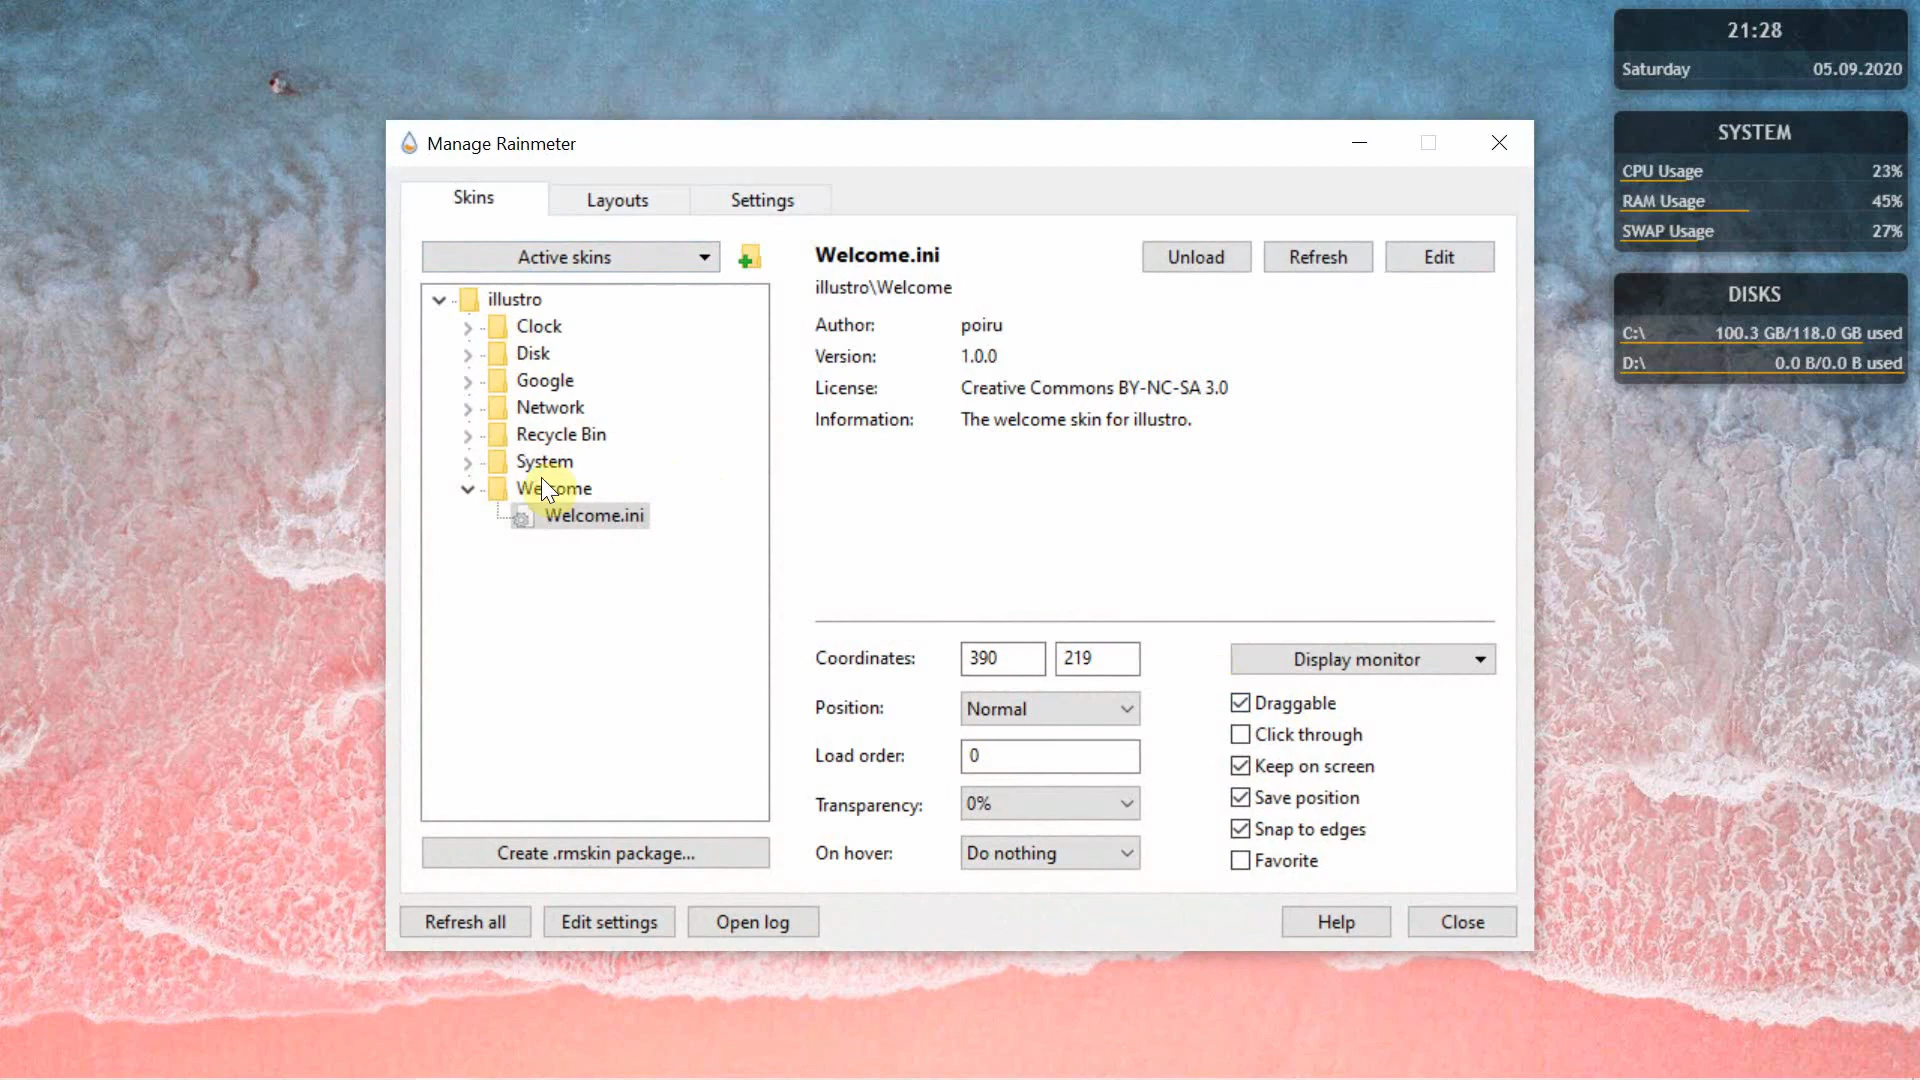 21:28
Saturday 05.09.2020
SYSTEM
CPU Usage 23%
RAM Usage 45%
SWAP Usage 27%
DISKS
C:\ 100.3 GB/118.0 GB used
D:\ 0.0 B/0.0 B used
Manage Rainmeter
Skins Layouts Settings
Active skins
illustro
Clock
Disk
Google
Network
Recycle Bin
System
Welcome
Welcome.ini
Create .rmskin package...
Welcome.ini
Unload Refresh Edit
illustro\Welcome
Author: poiru
Version: 1.0.0
License: Creative Commons BY-NC-SA 3.0
Information: The welcome skin for illustro.
Coordinates: 390 219
Position: Normal
Load order: 0
Transparency: 0%
On hover: Do nothing
Display monitor
Draggable
Click through
Keep on screen
Save position
Snap to edges
Favorite
Refresh all Edit settings Open log Help Close